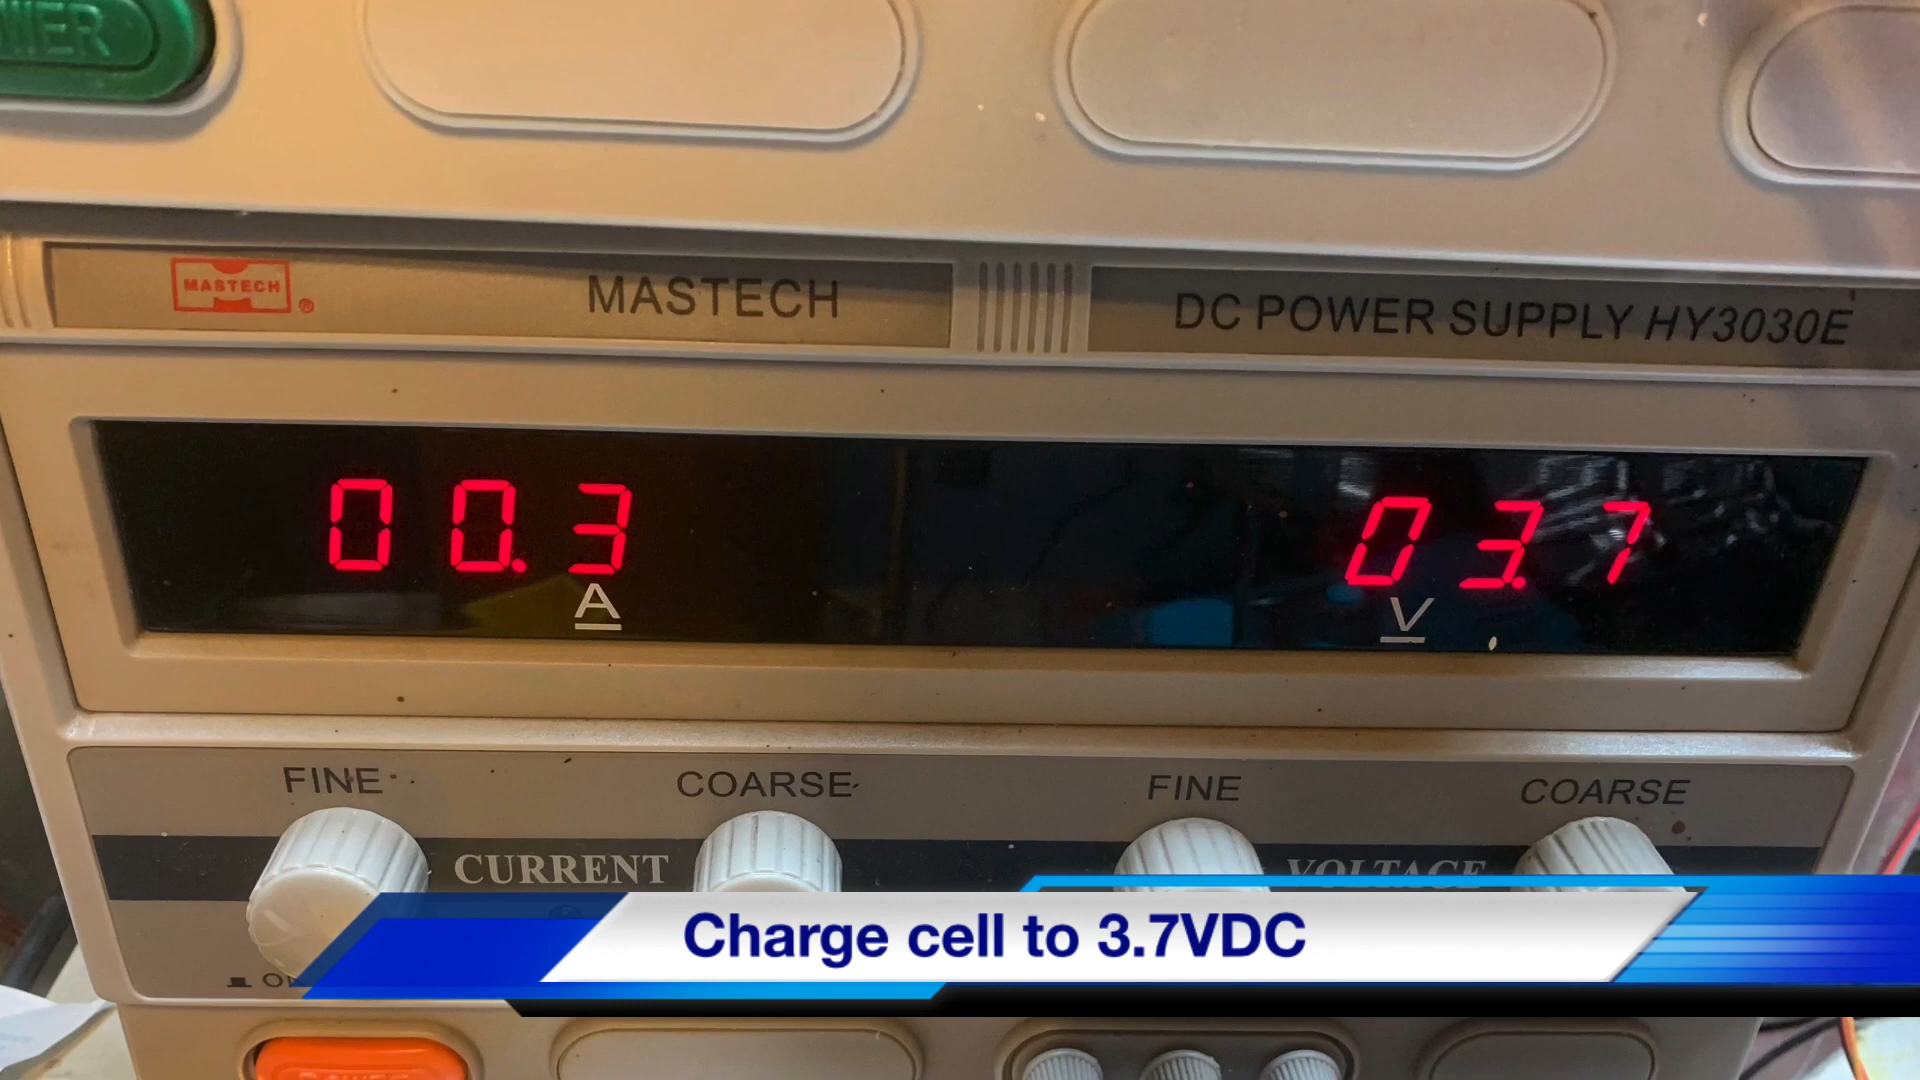 MASTECH ®
MASTECH
DC POWER SUPPLY HY3030E
00.3
A
03.7
V
FINE
COARSE
FINE
COARSE
CURRENT
VOLTAGE
Charge cell to 3.7VDC